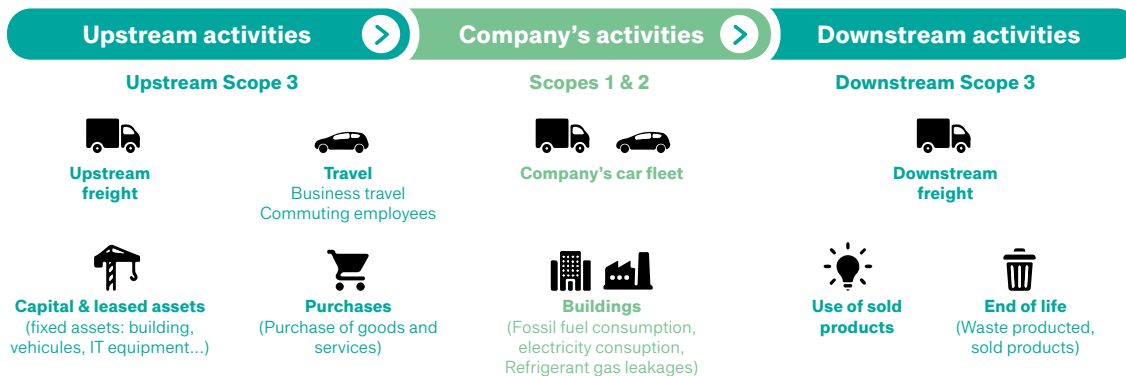 Upstream activities
Company's activities
Downstream activities
Upstream Scope 3
Scopes 1 & 2
Downstream Scope 3
Upstream
freight
Travel
Business travel
Commuting employees
Company's car fleet
Downstream
freight
Capital & leased assets
(fixed assets: building,
vehicules, IT equipment...)
Purchases
(Purchase of goods and
services)
Buildings
(Fossil fuel consumption,
electricity consuption,
Refrigerant gas leakages)
Use of sold
products
End of life
(Waste producted,
sold products)